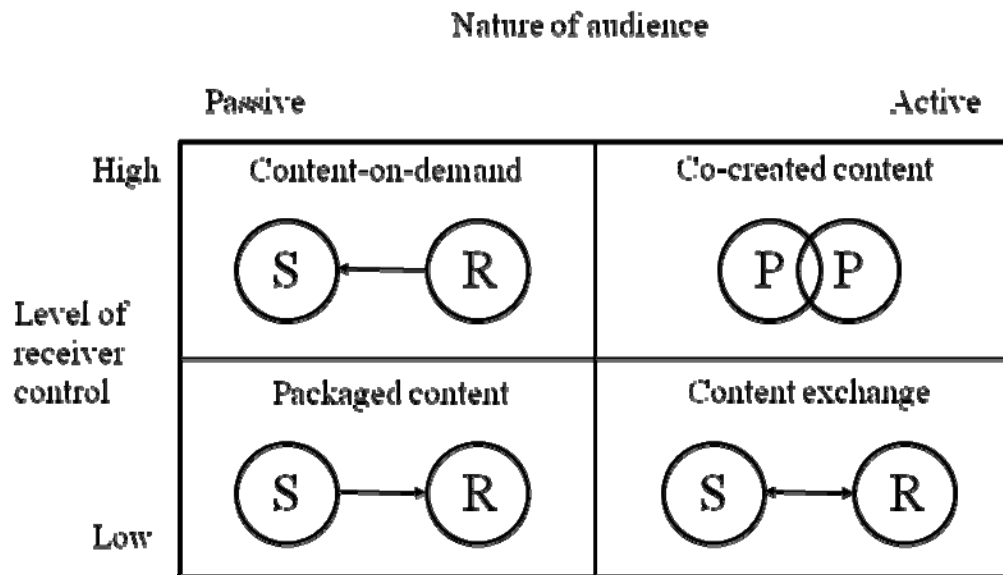 Nature of audience
Passive Active
High Content-on-demand Co-created content
S R P P
Level of
receiver
control
Packaged content Content exchange
S R S R
Low